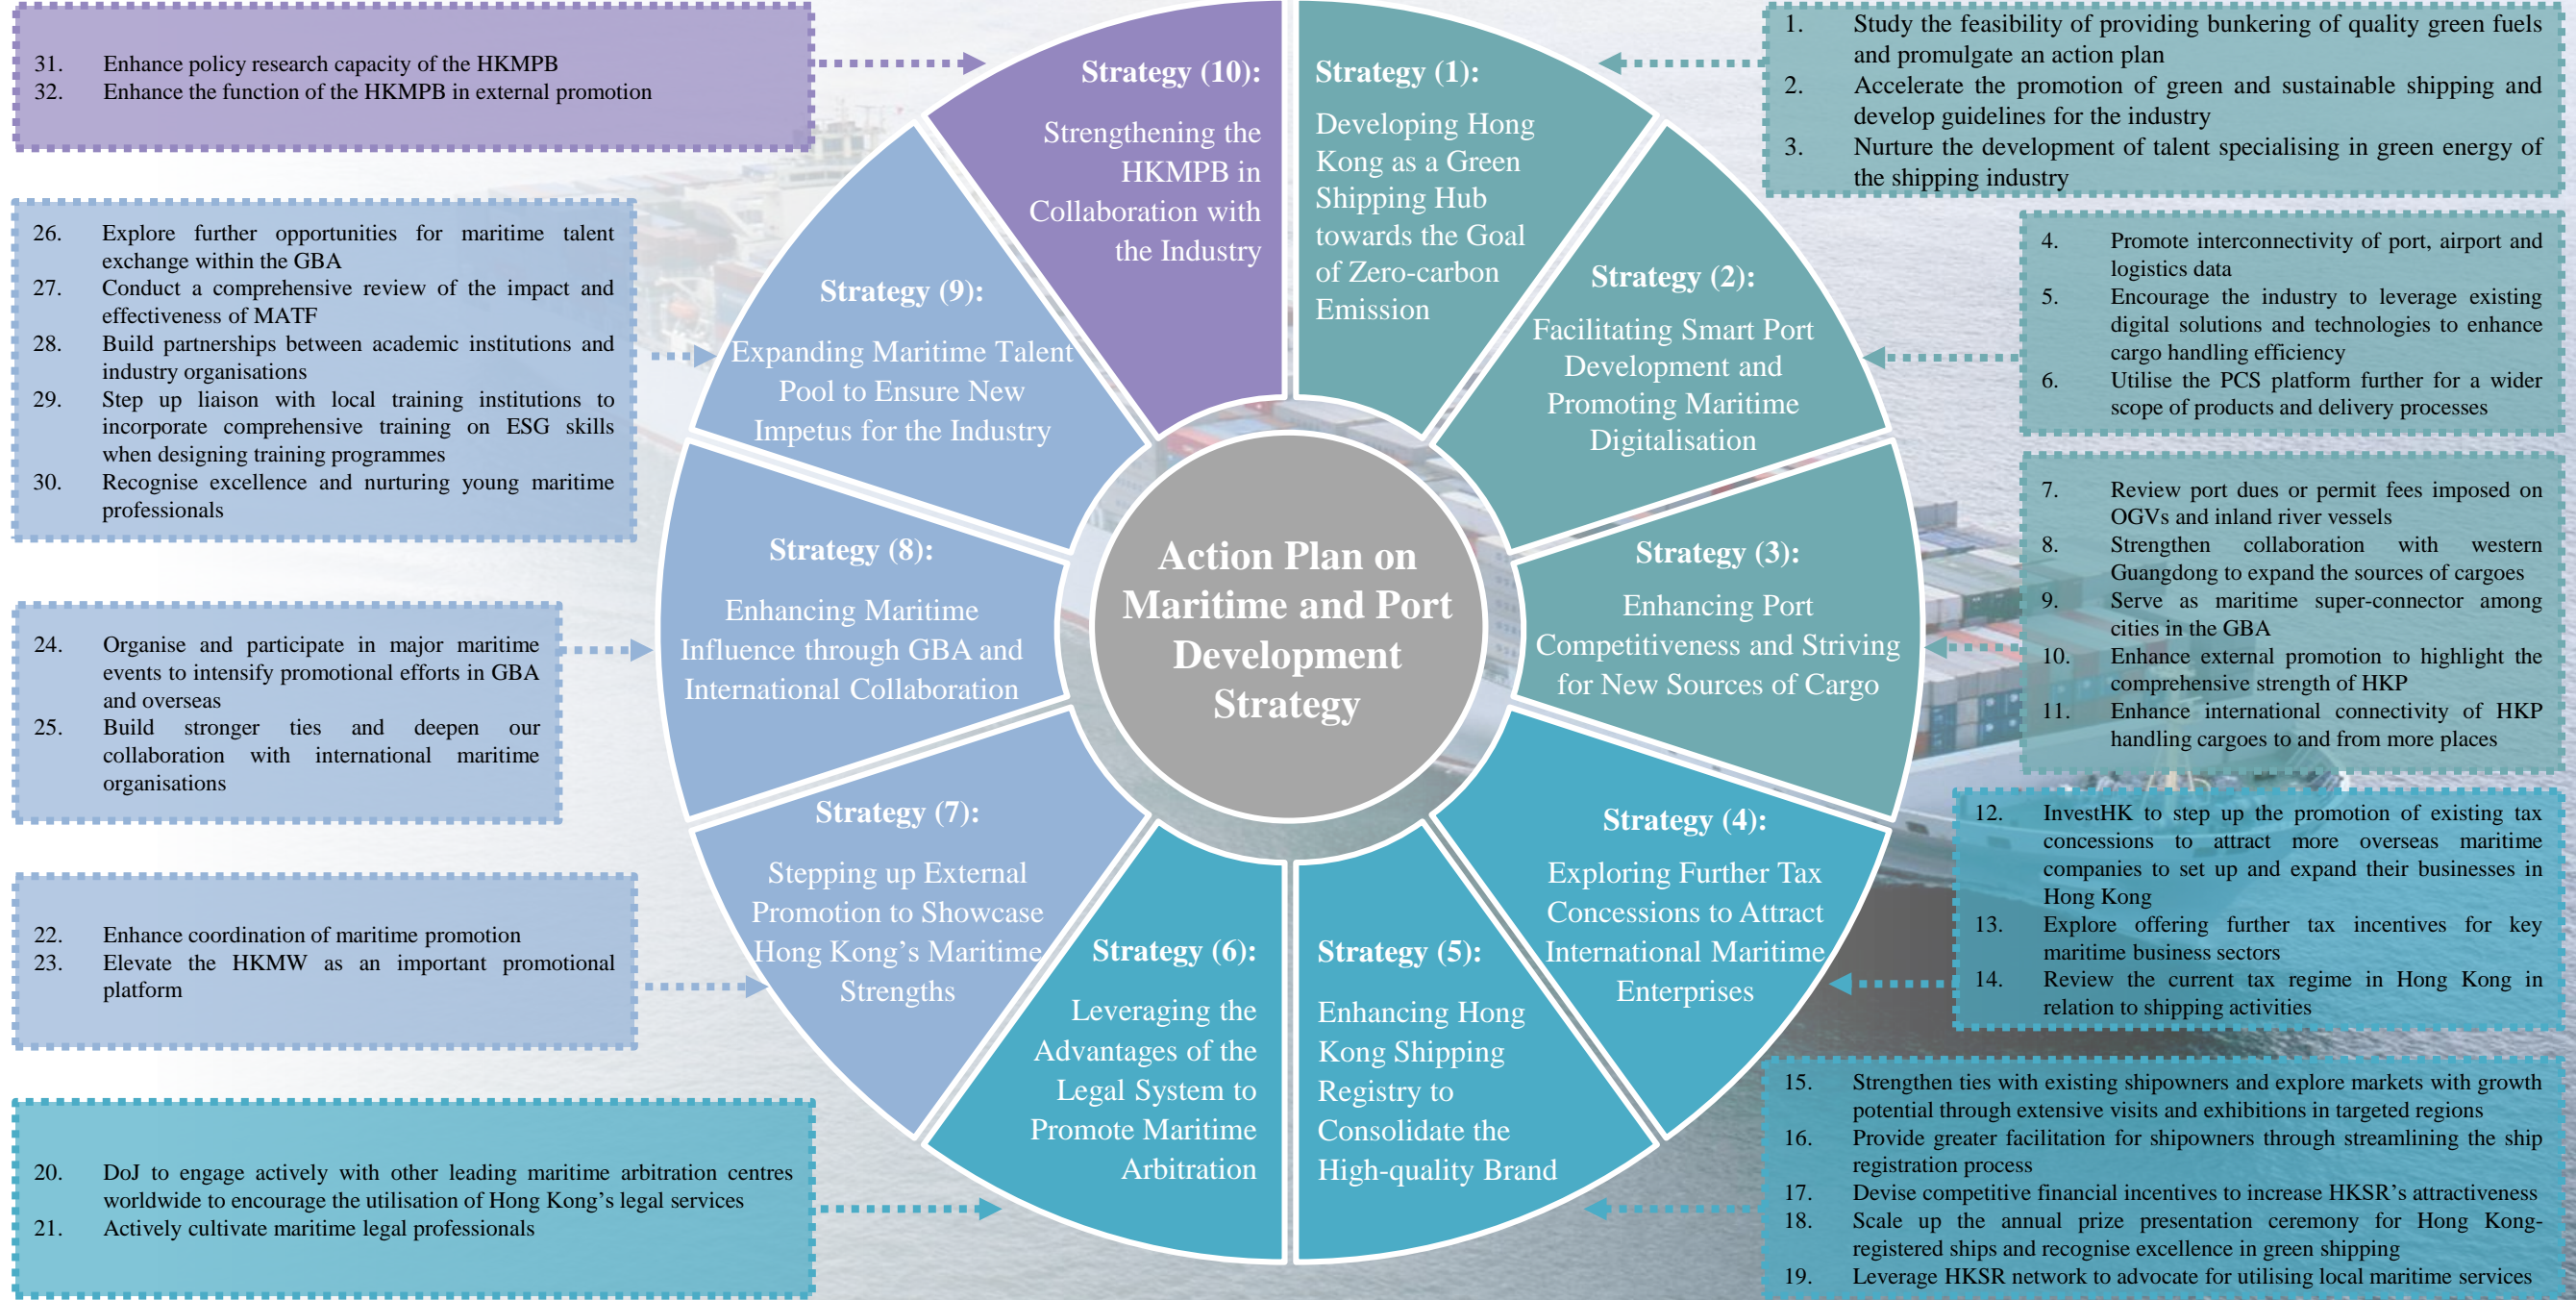 Action Plan on
Maritime and Port
Development
Strategy
Strategy (1):
Developing Hong
Kong as a Green
Shipping Hub
towards the Goal
of Zero-carbon
Emission
1. Study the feasibility of providing bunkering of quality green fuels
and promulgate an action plan
2. Accelerate the promotion of green and sustainable shipping and
develop guidelines for the industry
3. Nurture the development of talent specialising in green energy of
the shipping industry
Strategy (2):
Facilitating Smart Port
Development and
Promoting Maritime
Digitalisation
4. Promote interconnectivity of port, airport and
logistics data
5. Encourage the industry to leverage existing
digital solutions and technologies to enhance
cargo handling efficiency
6. Utilise the PCS platform further for a wider
scope of products and delivery processes
Strategy (3):
Enhancing Port
Competitiveness and Striving
for New Sources of Cargo
7. Review port dues or permit fees imposed on
OGVs and inland river vessels
8. Strengthen collaboration with western
Guangdong to expand the sources of cargoes
9. Serve as maritime super-connector among
cities in the GBA
10. Enhance external promotion to highlight the
comprehensive strength of HKP
11. Enhance international connectivity of HKP
handling cargoes to and from more places
Strategy (4):
Exploring Further Tax
Concessions to Attract
International Maritime
Enterprises
12. InvestHK to step up the promotion of existing tax
concessions to attract more overseas maritime
companies to set up and expand their businesses in
Hong Kong
13. Explore offering further tax incentives for key
maritime business sectors
14. Review the current tax regime in Hong Kong in
relation to shipping activities
Strategy (5):
Enhancing Hong
Kong Shipping
Registry to
Consolidate the
High-quality Brand
15. Strengthen ties with existing shipowners and explore markets with growth
potential through extensive visits and exhibitions in targeted regions
16. Provide greater facilitation for shipowners through streamlining the ship
registration process
17. Devise competitive financial incentives to increase HKSR's attractiveness
18. Scale up the annual prize presentation ceremony for Hong Kong-
registered ships and recognise excellence in green shipping
19. Leverage HKSR network to advocate for utilising local maritime services
Strategy (6):
Leveraging the
Advantages of the
Legal System to
Promote Maritime
Arbitration
20. DoJ to engage actively with other leading maritime arbitration centres
worldwide to encourage the utilisation of Hong Kong's legal services
21. Actively cultivate maritime legal professionals
Strategy (7):
Stepping up External
Promotion to Showcase
Hong Kong's Maritime
Strengths
22. Enhance coordination of maritime promotion
23. Elevate the HKMW as an important promotional
platform
Strategy (8):
Enhancing Maritime
Influence through GBA and
International Collaboration
24. Organise and participate in major maritime
events to intensify promotional efforts in GBA
and overseas
25. Build stronger ties and deepen our
collaboration with international maritime
organisations
Strategy (9):
Expanding Maritime Talent
Pool to Ensure New
Impetus for the Industry
26. Explore further opportunities for maritime talent
exchange within the GBA
27. Conduct a comprehensive review of the impact and
effectiveness of MATF
28. Build partnerships between academic institutions and
industry organisations
29. Step up liaison with local training institutions to
incorporate comprehensive training on ESG skills
when designing training programmes
30. Recognise excellence and nurturing young maritime
professionals
Strategy (10):
Strengthening the
HKMPB in
Collaboration with
the Industry
31. Enhance policy research capacity of the HKMPB
32. Enhance the function of the HKMPB in external promotion